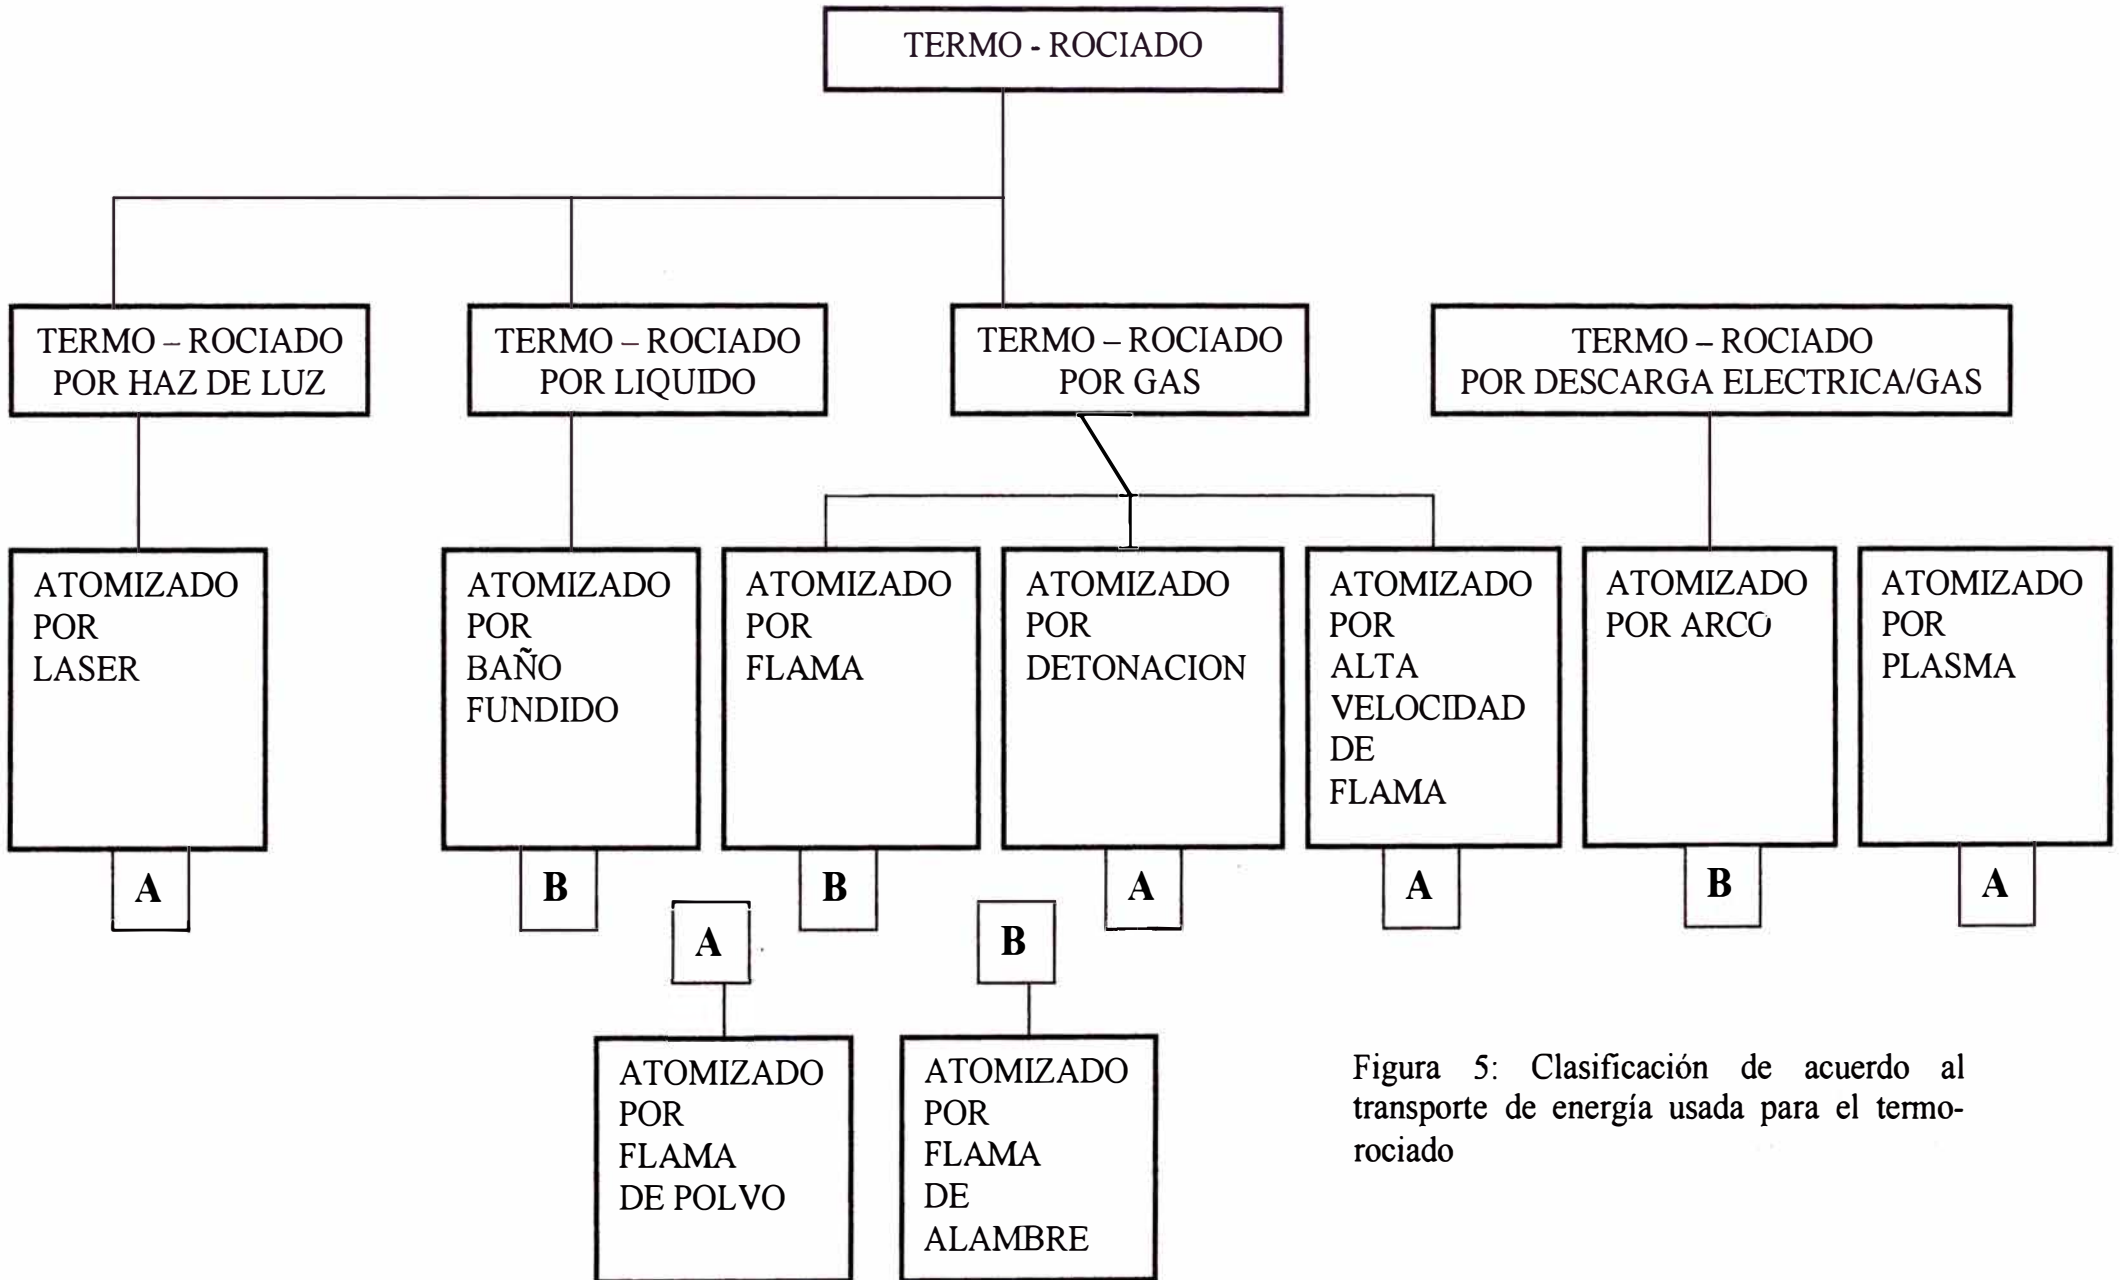 TERMO - ROCIADO
TERMO – ROCIADO
POR HAZ DE LUZ
TERMO – ROCIADO
POR LIQUIDO
TERMO – ROCIADO
POR GAS
TERMO – ROCIADO
POR DESCARGA ELECTRICA/GAS
ATOMIZADO
POR
LASER
ATOMIZADO
POR
BAÑO
FUNDIDO
ATOMIZADO
POR
FLAMA
ATOMIZADO
POR
DETONACION
ATOMIZADO
POR
ALTA
VELOCIDAD
DE
FLAMA
ATOMIZADO
POR ARCO
ATOMIZADO
POR
PLASMA
A
B
B
A
A
B
A
A
B
ATOMIZADO
POR
FLAMA
DE POLVO
ATOMIZADO
POR
FLAMA
DE
ALAMBRE
Figura 5: Clasificación de acuerdo al
transporte de energía usada para el termo-
rociado